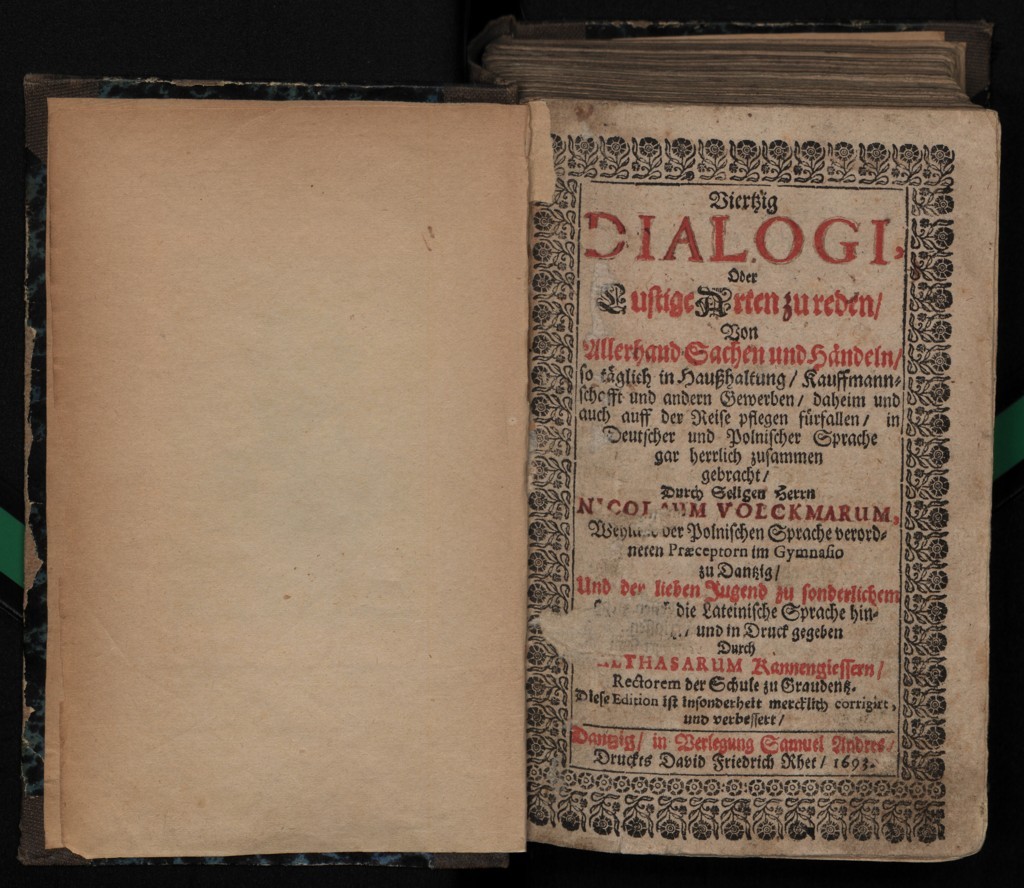 Viertzig
DIALOGI,
Oder
Lustige Arten zu reden/
Von
Allerhand Sachen und Händeln/
so täglich in Haußhaltung/ Kauffmann-
schafft und andern Gewerben/ daheim und
auch auff der Reise pflegen fürfallen/ in
Deutscher und Polnischer Sprache
gar herrlich zusammen
gebracht/
Durch Seligen Herrn
VOLCKMARUM,
der Polnischen Sprache verord-
neten Præceptorn im Gymnasio
zu Dantzig/
Und der lieben Jugend zu sonderlichem
die Lateinische Sprache hin-
und in Druck gegeben
Durch
Kannengiessern/
Rectorem der Schule zu Graudentz.
Diese Edition ist insonderheit mercklich corrigirt,
und verbessert/
Dantzig/ in Verlegung Samuel Andres/
Druckts David Friedrich Rhet/ 1693.